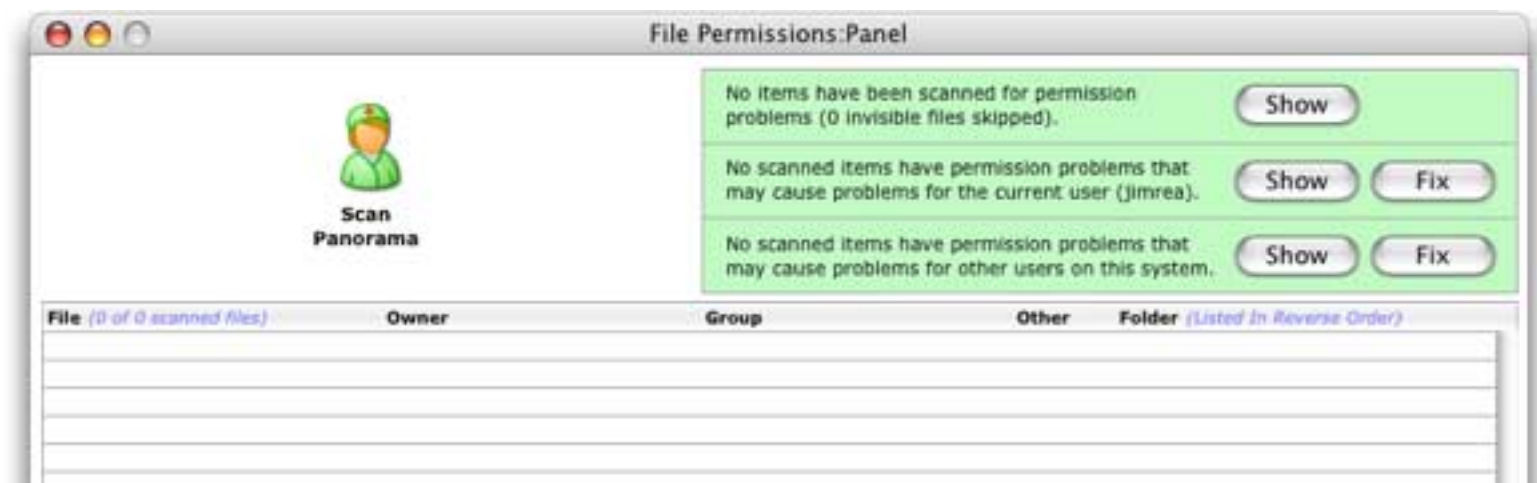 File Permissions:Panel
Scan
Panorama
No items have been scanned for permission
problems (0 invisible files skipped).
Show
No scanned items have permission problems that
may cause problems for the current user (jimrea).
Show
Fix
No scanned items have permission problems that
may cause problems for other users on this system.
Show
Fix
File (0 of 0 scanned files) Owner Group Other Folder (Listed In Reverse Order)